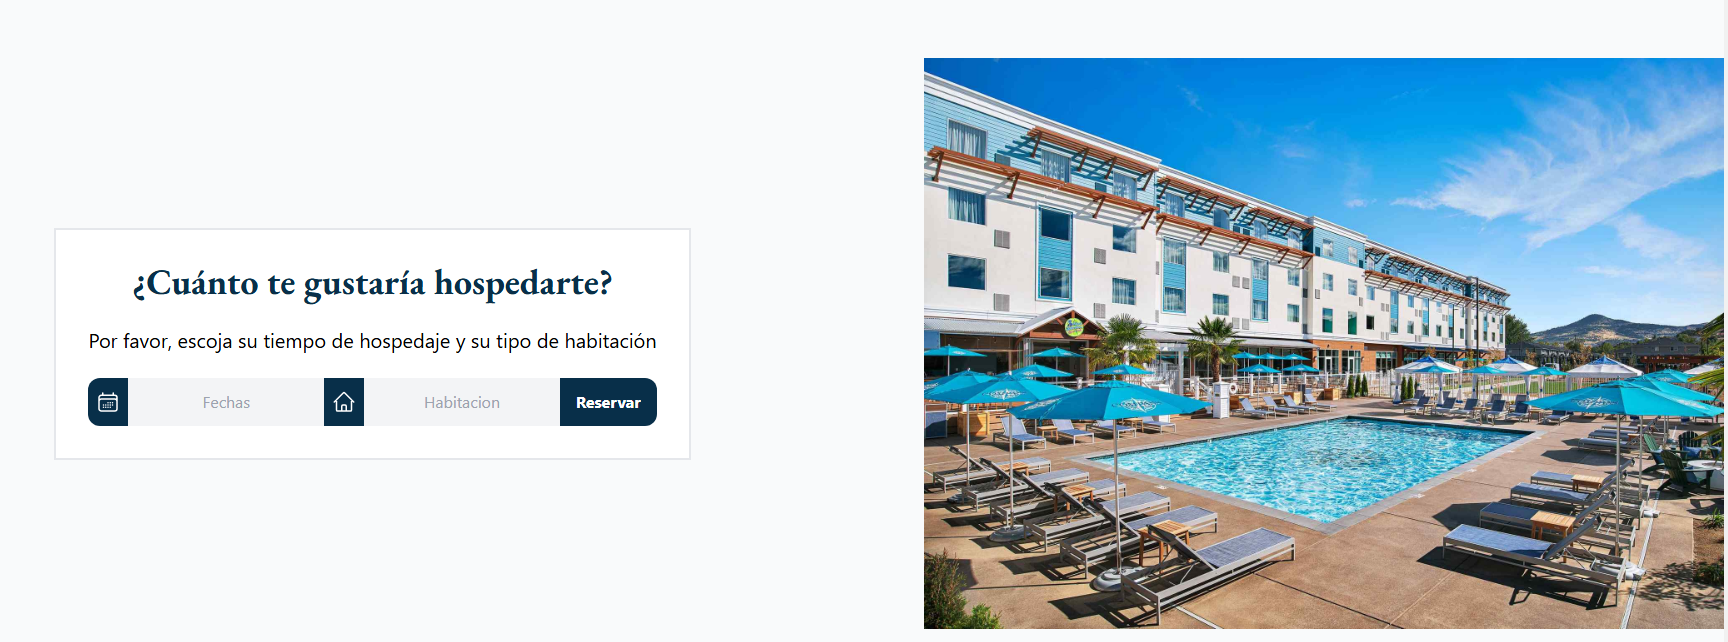 ¿Cuánto te gustaría hospedarte?
Por favor, escoja su tiempo de hospedaje y su tipo de habitación
Fechas
Habitacion
Reservar